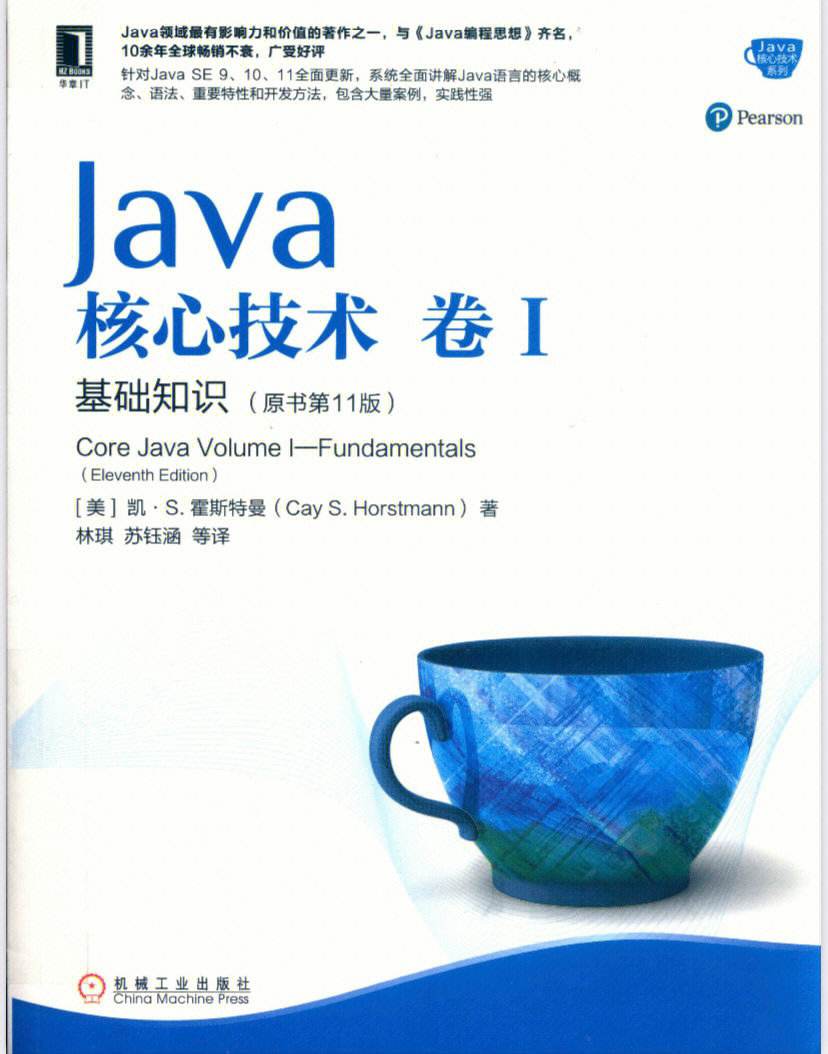 Java领域最有影响力和价值的著作之一，与《Java编程思想》齐名，
10余年全球畅销不衰，广受好评
HZ BOOKS
华章IT
针对Java SE 9、10、11全面更新，系统全面讲解Java语言的核心概
念、语法、重要特性和开发方法，包含大量案例，实践性强
Java
核心技术
系列
Pearson
Java
核心技术 卷 I
基础知识（原书第11版）
Core Java Volume I—Fundamentals
（Eleventh Edition）
［美］凯·S. 霍斯特曼（Cay S. Horstmann）著
林琪 苏钰涵 等译
机械工业出版社
China Machine Press